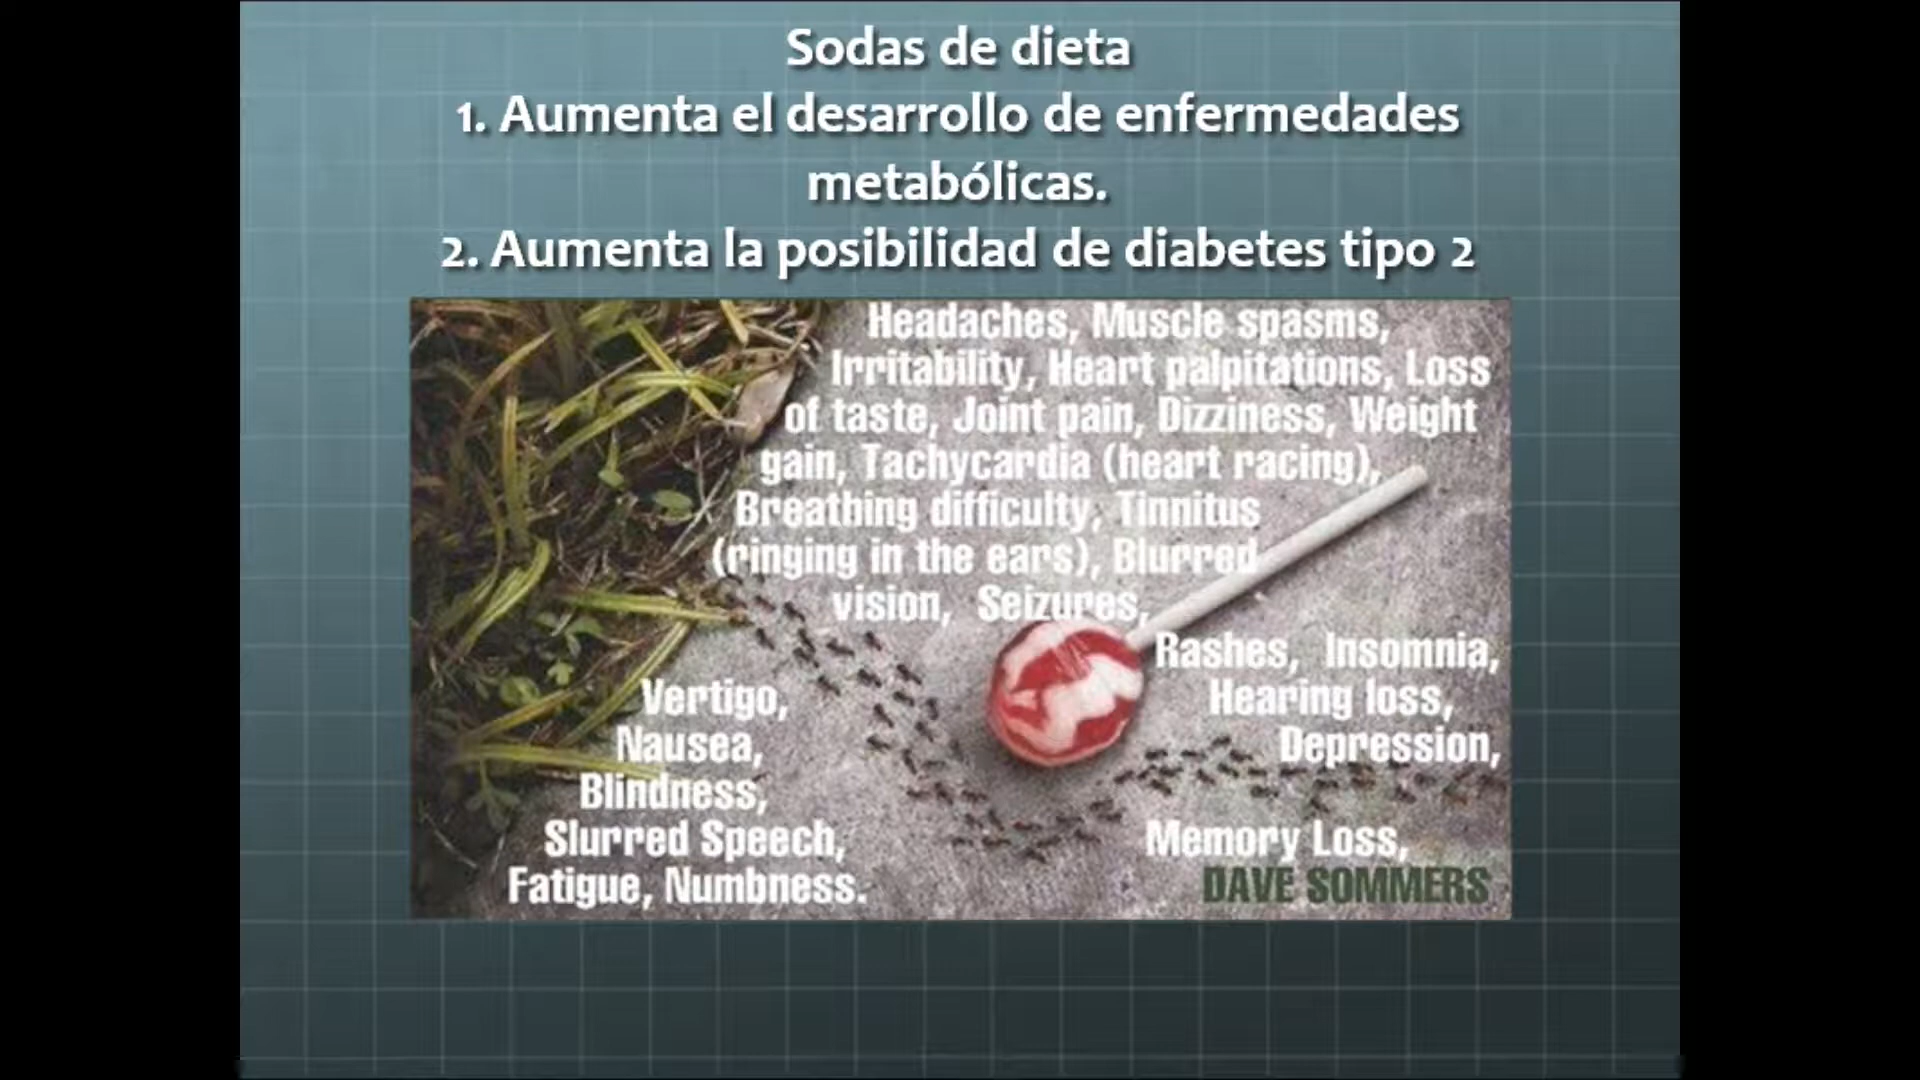 Sodas de dieta
1. Aumenta el desarrollo de enfermedades
metabólicas.
2. Aumenta la posibilidad de diabetes tipo 2
Headaches, Muscle spasms,
Irritability, Heart palpitations, Loss
of taste, Joint pain, Dizziness, Weight
gain, Tachycardia (heart racing),
Breathing difficulty, Tinnitus
(ringing in the ears), Blurred
vision, Seizures,
Rashes, Insomnia,
Hearing loss,
Depression,
Memory Loss,
DAVE SOMMERS
Vertigo,
Nausea,
Blindness,
Slurred Speech,
Fatigue, Numbness.